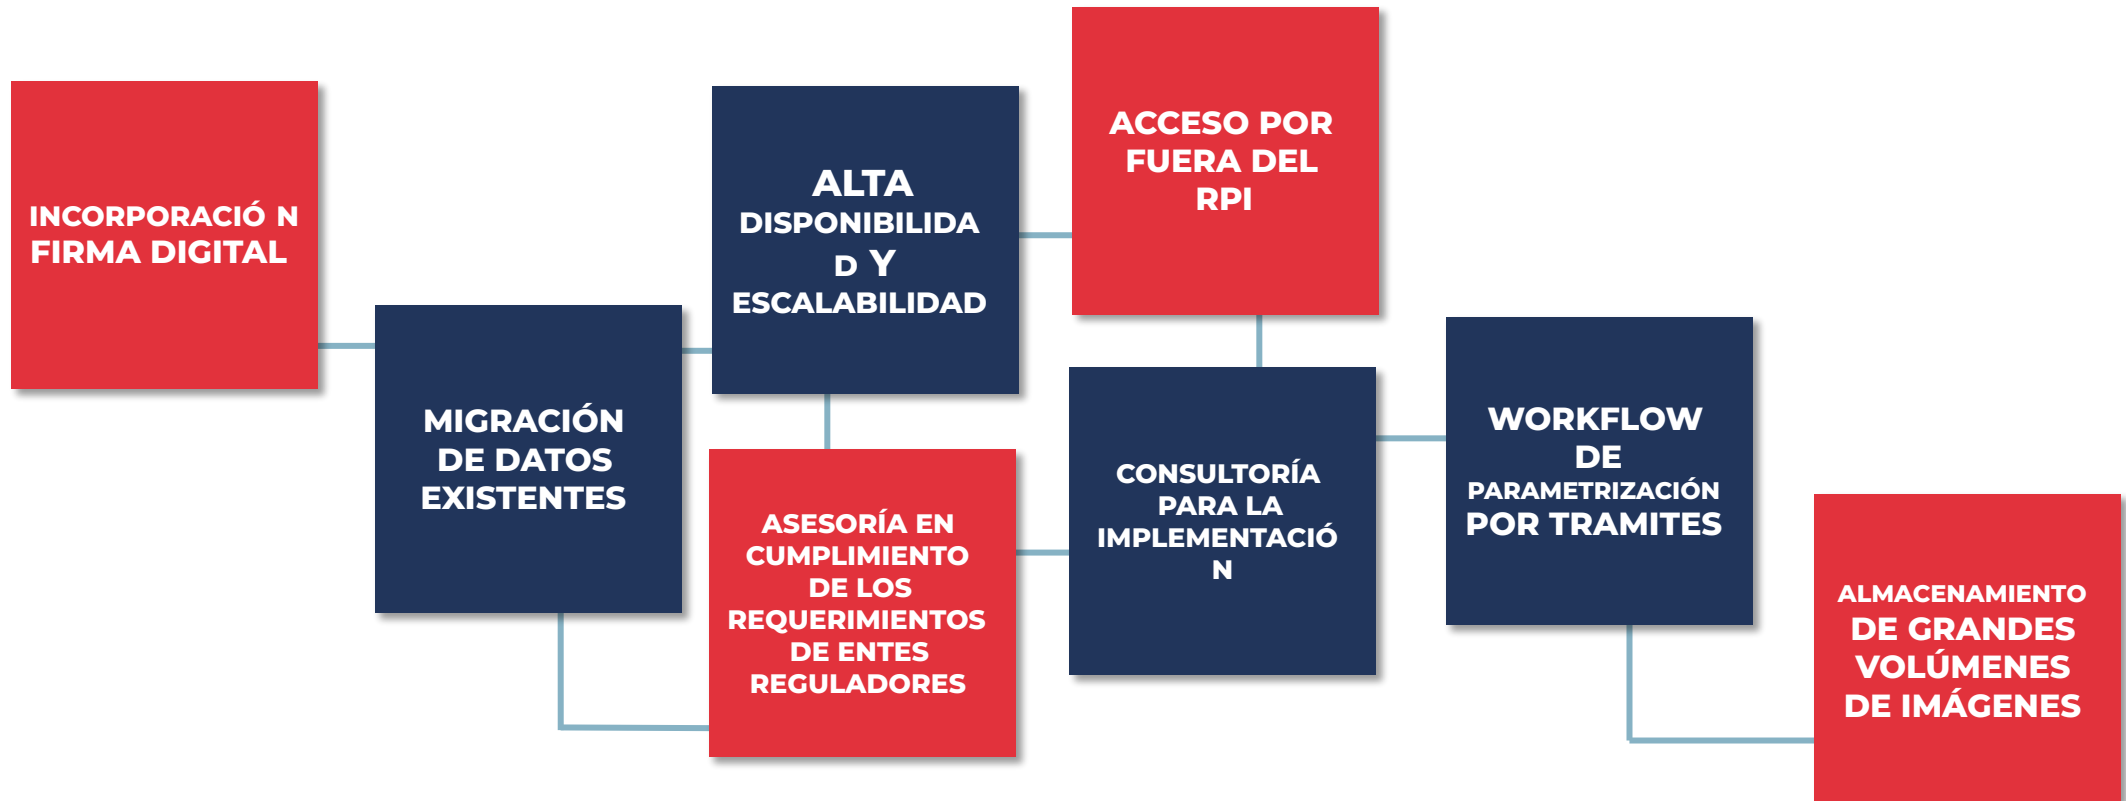 INCORPORACIÓ N
FIRMA DIGITAL
MIGRACIÓN
DE DATOS
EXISTENTES
ALTA
DISPONIBILIDA
D Y
ESCALABILIDAD
ASESORÍA EN
CUMPLIMIENTO
DE LOS
REQUERIMIENTOS
DE ENTES
REGULADORES
ACCESO POR
FUERA DEL
RPI
CONSULTORÍA
PARA LA
IMPLEMENTACIÓ
N
WORKFLOW
DE
PARAMETRIZACIÓN
POR TRAMITES
ALMACENAMIENTO
DE GRANDES
VOLÚMENES
DE IMÁGENES